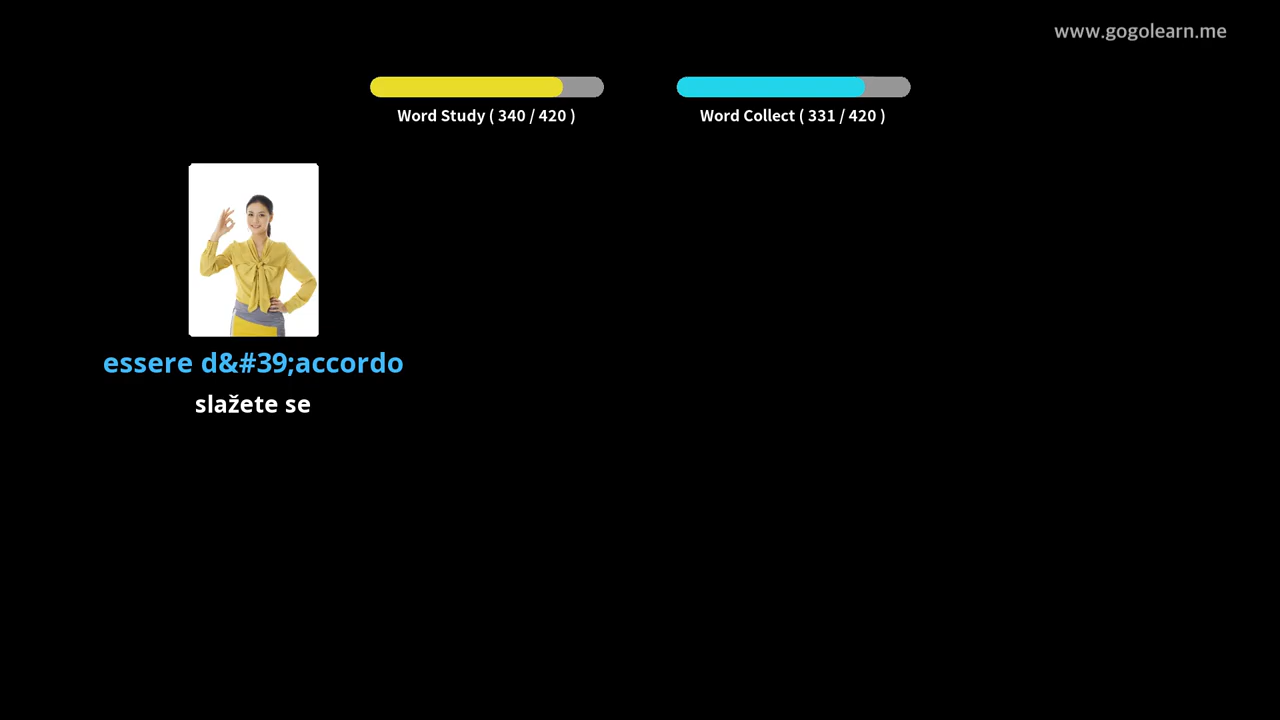 www.gogolearn.me
Word Study ( 340 / 420 )
Word Collect ( 331 / 420 )
essere d&#39;accordo
slažete se